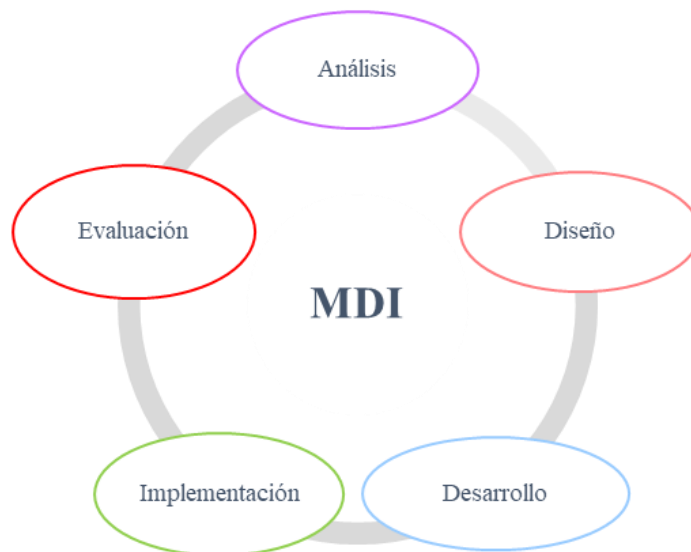 Análisis
Evaluación
Diseño
MDI
Implementación
Desarrollo